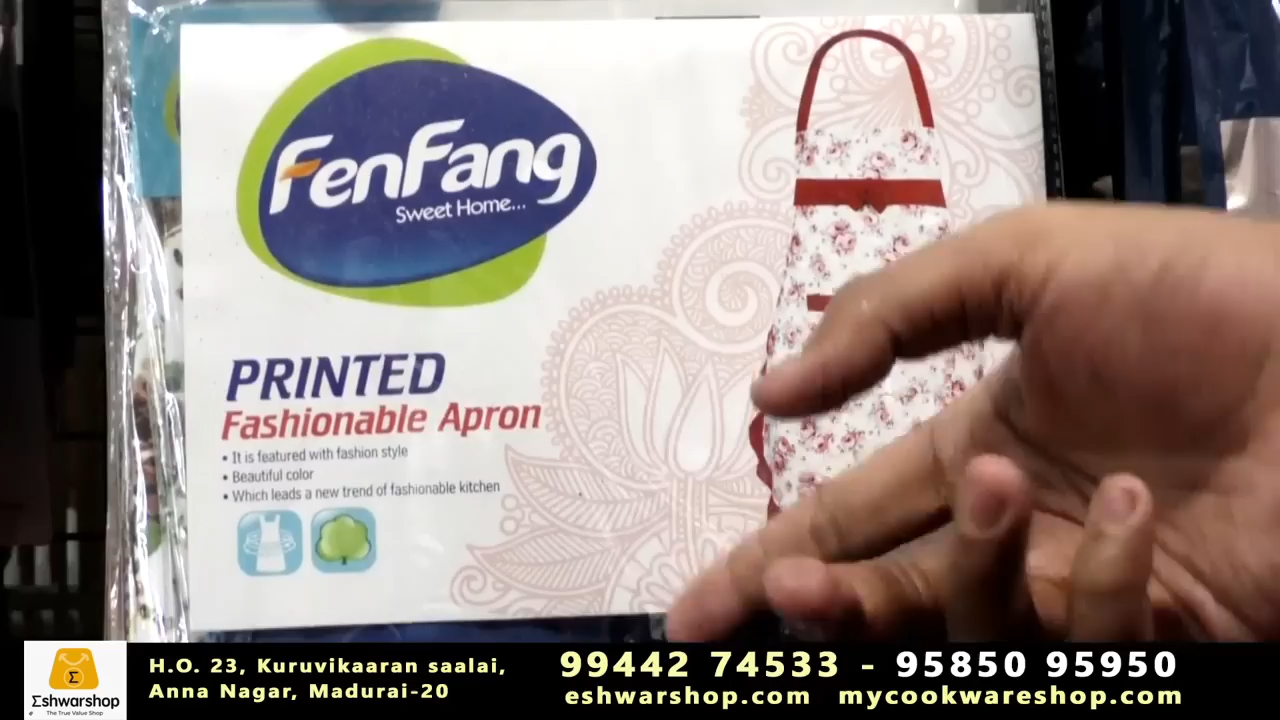 FenFang
Sweet Home...
PRINTED
Fashionable Apron
• It is featured with fashion style
• Beautiful color
• Which leads a new trend of fashionable kitchen
Σ
Σshwarshop
The True Value Shop
H.O. 23, Kuruvikaaran saalai,
Anna Nagar, Madurai-20
99442 74533 - 95850 95950
eshwarshop.com mycookwareshop.com